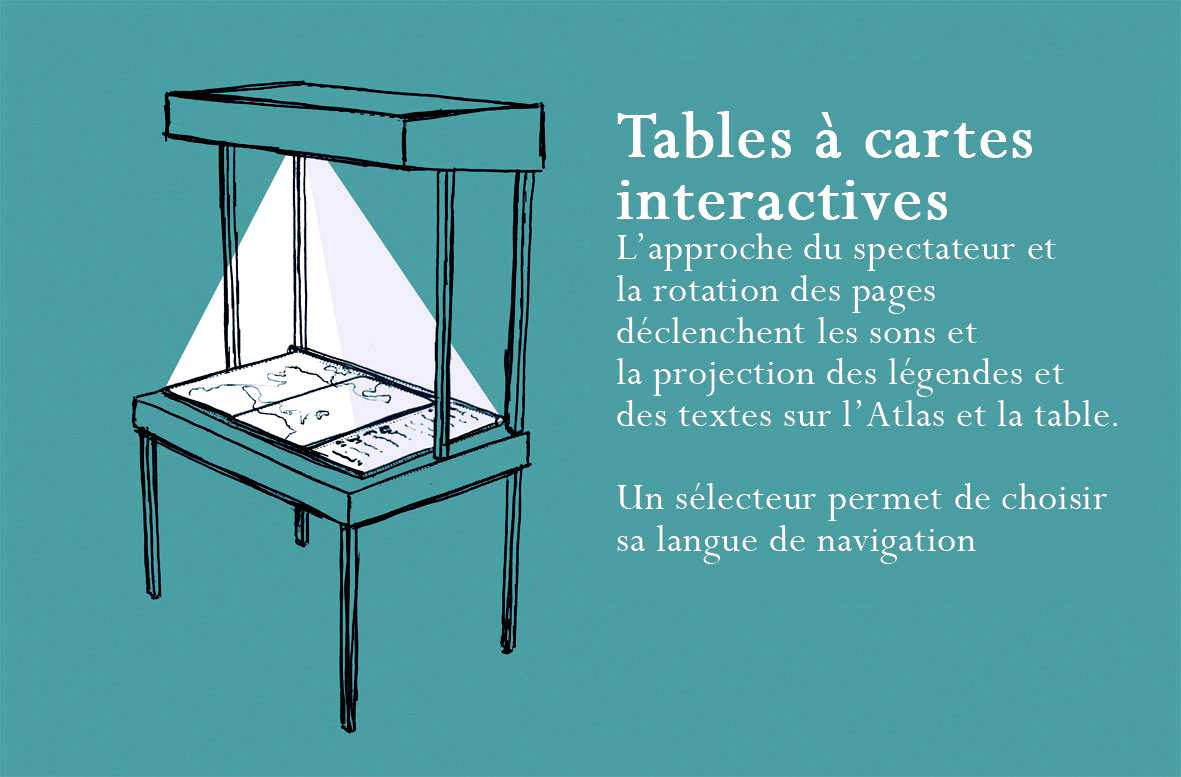 Tables à cartes
interactives
L’approche du spectateur et
la rotation des pages
déclenchent les sons et
la projection des légendes et
des textes sur l’Atlas et la table.
Un sélecteur permet de choisir
sa langue de navigation